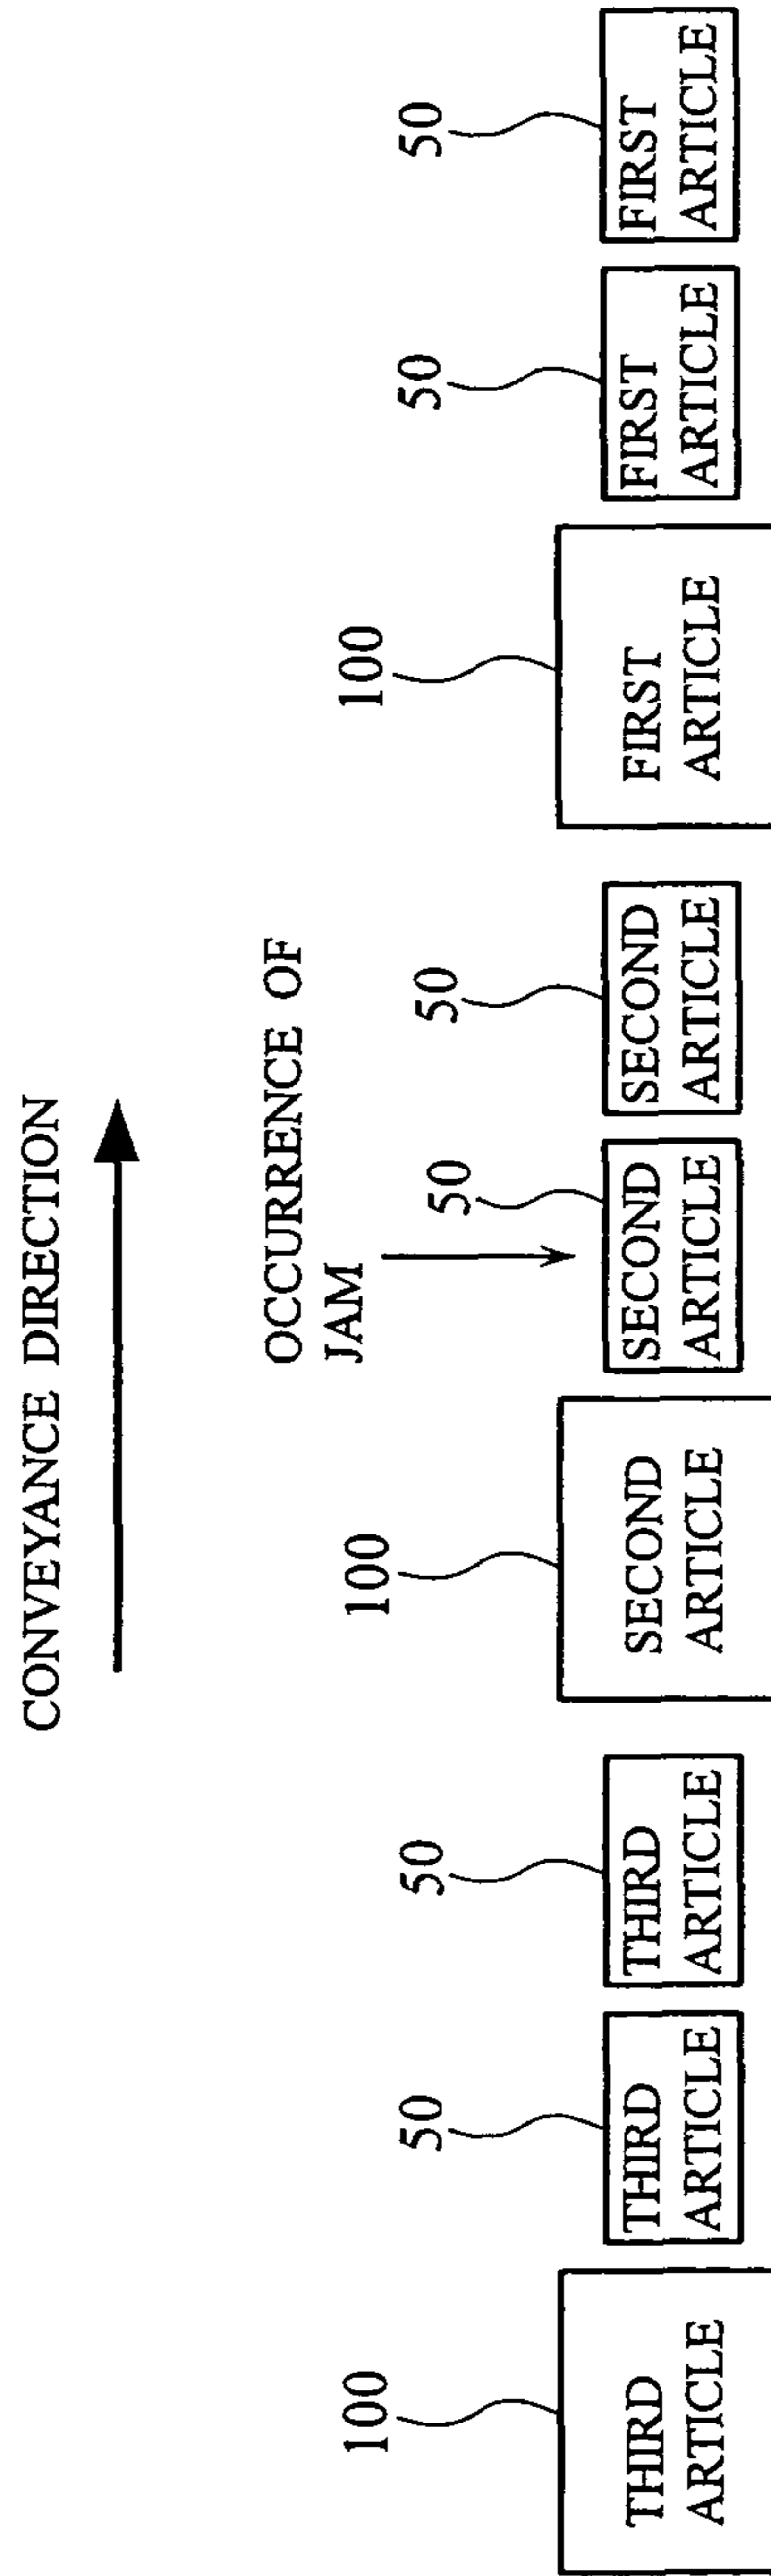 CONVEYANCE DIRECTION
OCCURRENCE OF
JAM
100
THIRD
ARTICLE
50
THIRD
ARTICLE
50
THIRD
ARTICLE
100
SECOND
ARTICLE
50
SECOND
ARTICLE
50
SECOND
ARTICLE
100
FIRST
ARTICLE
50
FIRST
ARTICLE
50
FIRST
ARTICLE